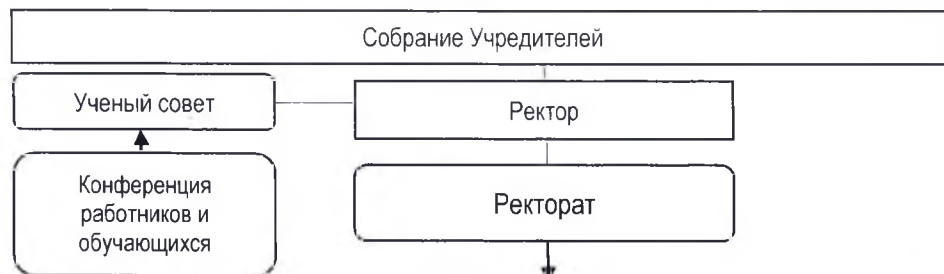 Собрание Учредителей
Ученый совет
Ректор
Конференция
работников и
обучающихся
Ректорат